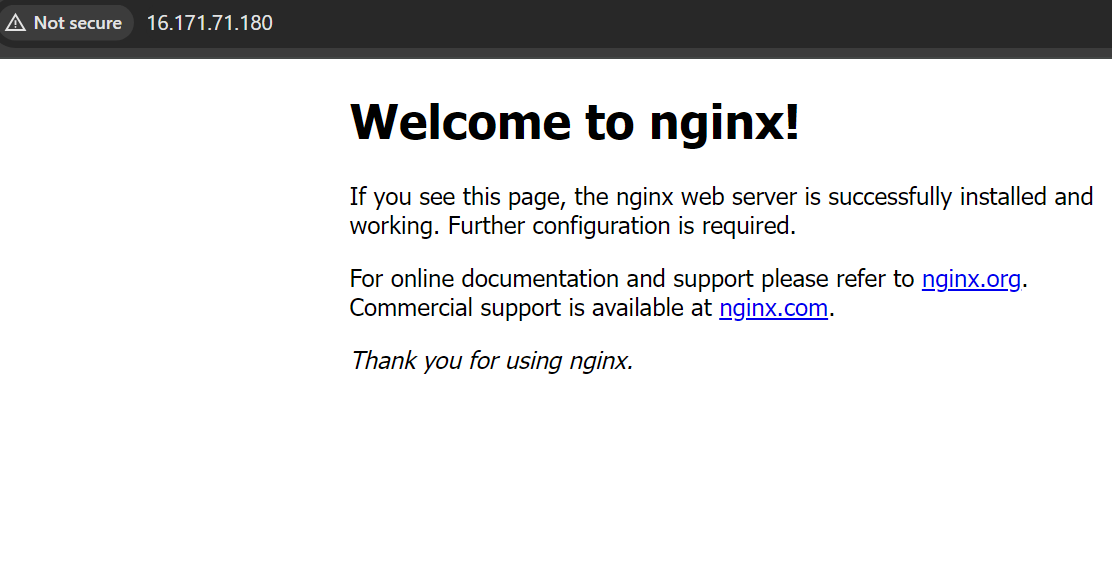 Not secure 16.171.71.180
Welcome to nginx!
If you see this page, the nginx web server is successfully installed and
working. Further configuration is required.
For online documentation and support please refer to nginx.org.
Commercial support is available at nginx.com.
Thank you for using nginx.